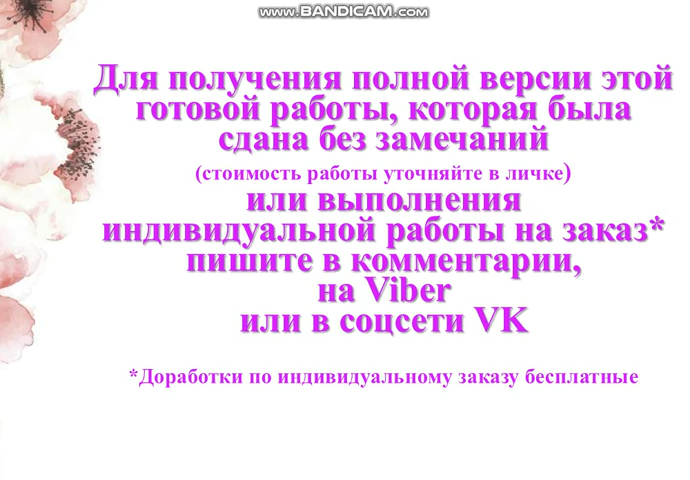 www.BANDICAM.com
Для получения полной версии этой
готовой работы, которая была
сдана без замечаний
(стоимость работы уточняйте в личке)
или выполнения
индивидуальной работы на заказ*
пишите в комментарии,
на Viber
или в соцсети VK
*Доработки по индивидуальному заказу бесплатные